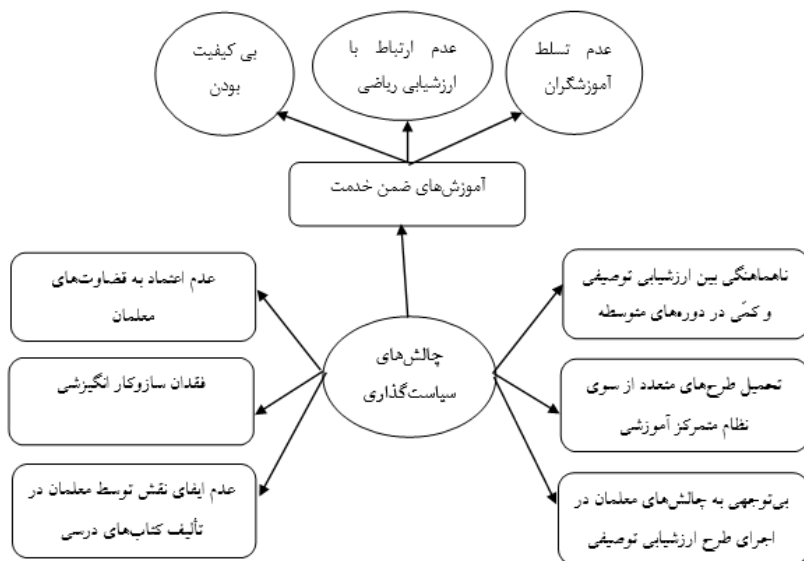 عدم تسلط
آموزشگران
عدم ارتباط با
ارزشیابی ریاضی
بی کیفیت
بودن
آموزش‌های ضمن خدمت
ناهماهنگی بین ارزشیابی توصیفی
و کمّی در دوره‌های متوسطه
عدم اعتماد به قضاوت‌های
معلمان
چالش‌های
سیاست‌گذاری
تحمیل طرح‌های متعدد از سوی
نظام متمرکز آموزشی
فقدان سازوکار انگیزشی
بی‌توجهی به چالش‌های معلمان در
اجرای طرح ارزشیابی توصیفی
عدم ایفای نقش توسط معلمان در
تألیف کتاب‌های درسی